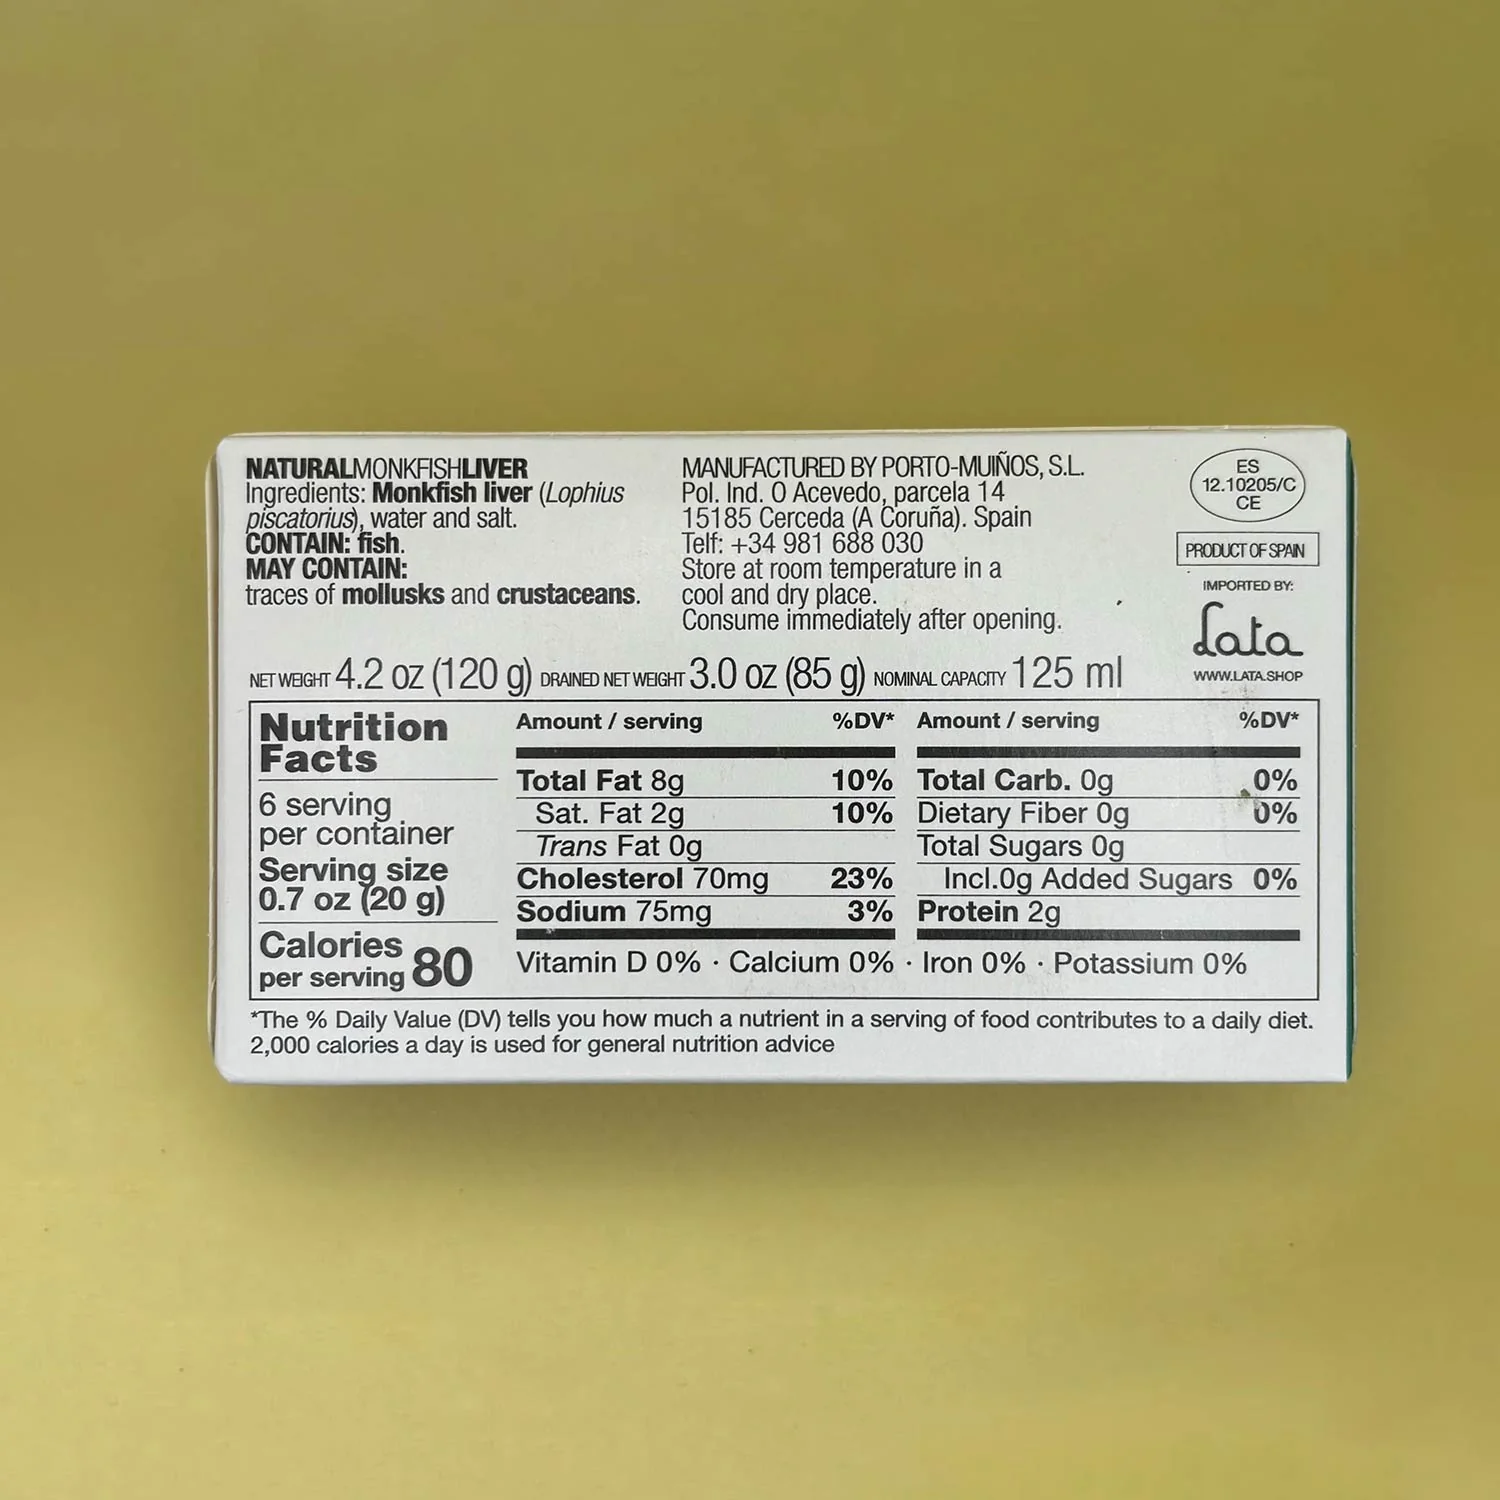 NATURALMONKFISHLIVER
Ingredients: Monkfish liver (Lophius
piscatorius), water and salt.
CONTAIN: fish.
MAY CONTAIN:
traces of mollusks and crustaceans.
MANUFACTURED BY PORTO-MUIÑOS, S.L.
Pol. Ind. O Acevedo, parcela 14
15185 Cerceda (A Coruña). Spain
Telf: +34 981 688 030
Store at room temperature in a
cool and dry place.
Consume immediately after opening.
ES
12.10205/C
CE
PRODUCT OF SPAIN
IMPORTED BY:
Lata
WWW.LATA.SHOP
NET WEIGHT 4.2 oz (120 g) DRAINED NET WEIGHT 3.0 oz (85 g) NOMINAL CAPACITY 125 ml
Nutrition
Facts
6 serving
per container
Serving size
0.7 oz (20 g)
Calories
per serving 80
Amount / serving %DV*
Total Fat 8g 10%
Sat. Fat 2g 10%
Trans Fat 0g
Cholesterol 70mg 23%
Sodium 75mg 3%
Amount / serving %DV*
Total Carb. 0g 0%
Dietary Fiber 0g 0%
Total Sugars 0g
Incl.0g Added Sugars 0%
Protein 2g
Vitamin D 0% · Calcium 0% · Iron 0% · Potassium 0%
*The % Daily Value (DV) tells you how much a nutrient in a serving of food contributes to a daily diet.
2,000 calories a day is used for general nutrition advice